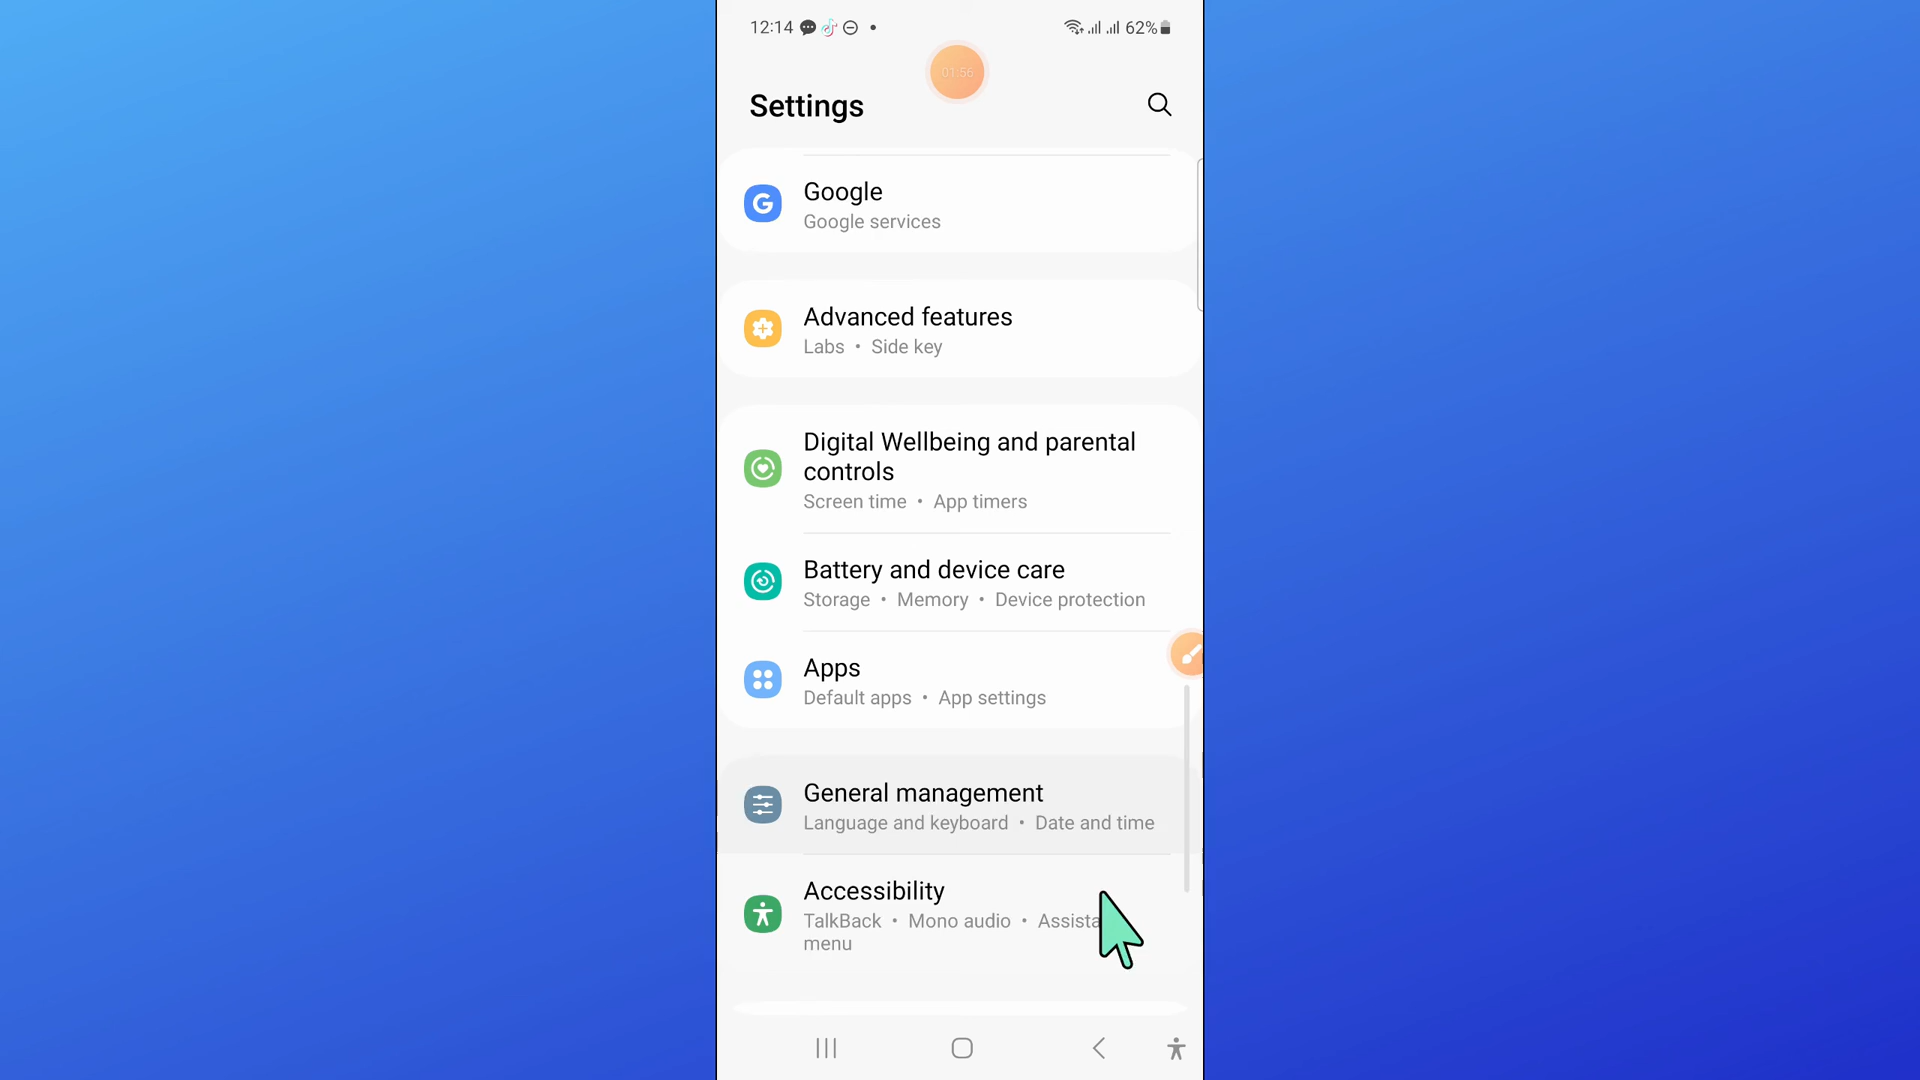 12:14
62%
01:56
Settings
Google
Google services
Advanced features
Labs • Side key
Digital Wellbeing and parental
controls
Screen time • App timers
Battery and device care
Storage • Memory • Device protection
Apps
Default apps • App settings
General management
Language and keyboard • Date and time
Accessibility
TalkBack • Mono audio •
menu